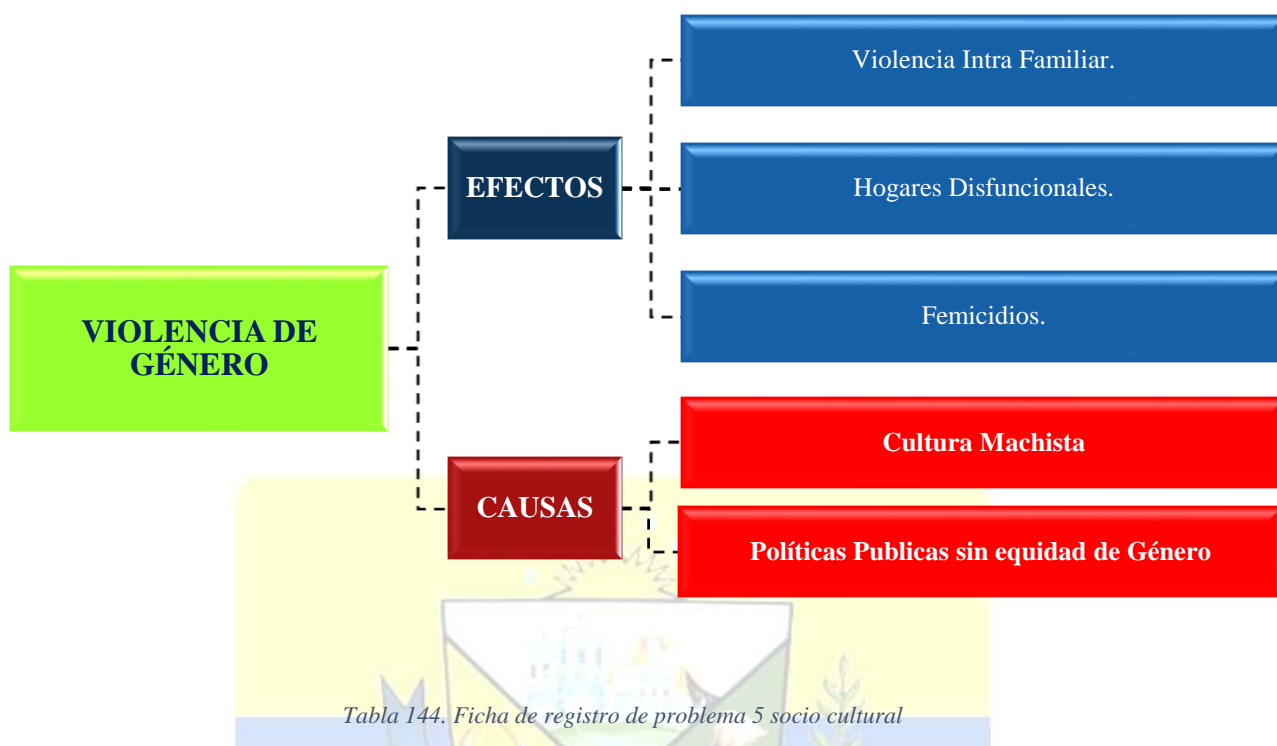 Violencia Intra Familiar.
EFECTOS
Hogares Disfuncionales.
Femicidios.
VIOLENCIA DE
GÉNERO
Cultura Machista
CAUSAS
Políticas Publicas sin equidad de Género
Tabla 144. Ficha de registro de problema 5 socio cultural